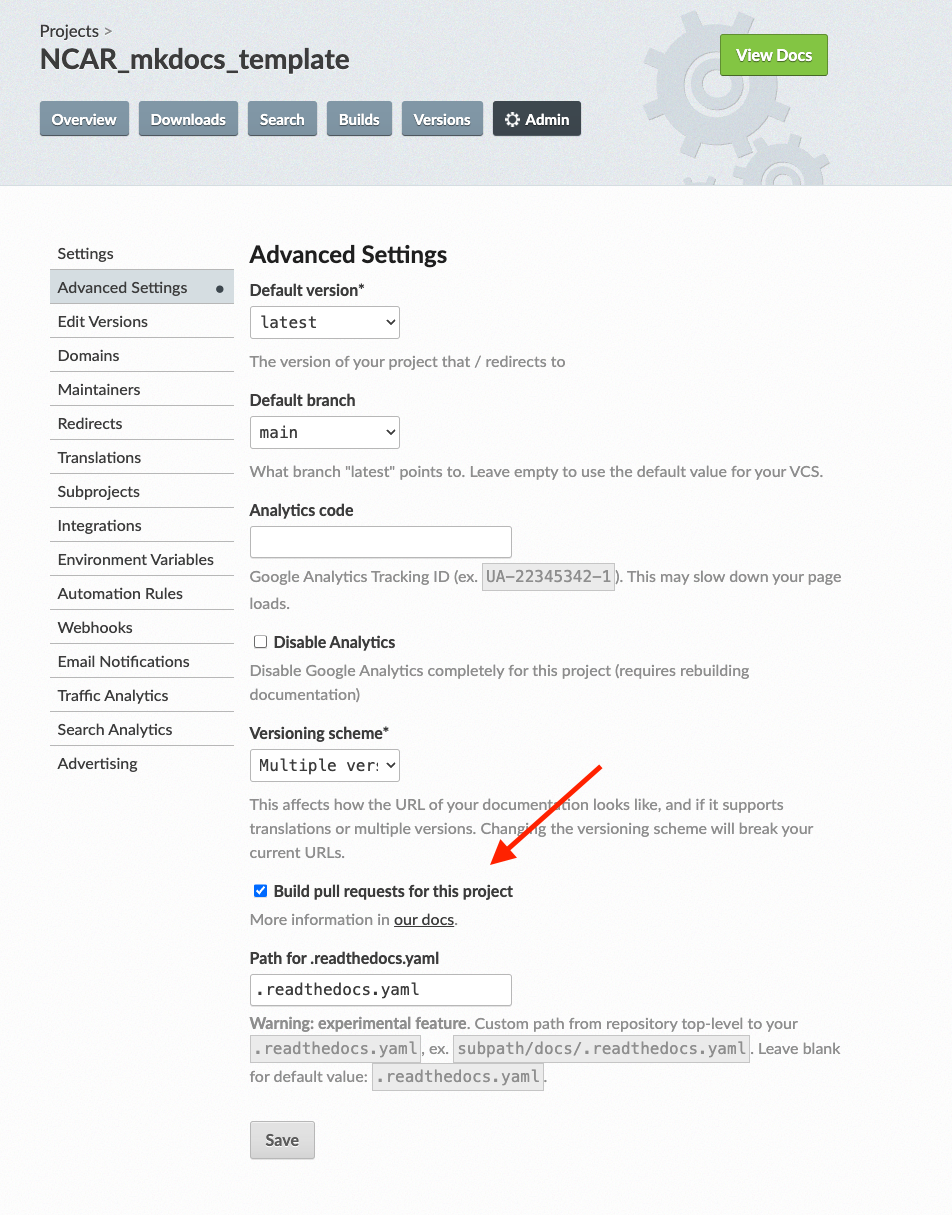 Projects >
NCAR_mkdocs_template
View Docs
Overview
Downloads
Search
Builds
Versions
Admin
Settings
Advanced Settings
Edit Versions
Domains
Maintainers
Redirects
Translations
Subprojects
Integrations
Environment Variables
Automation Rules
Webhooks
Email Notifications
Traffic Analytics
Search Analytics
Advertising
Advanced Settings
Default version*
latest
The version of your project that / redirects to
Default branch
main
What branch "latest" points to. Leave empty to use the default value for your VCS.
Analytics code
Google Analytics Tracking ID (ex. UA-22345342-1). This may slow down your page
loads.
Disable Analytics
Disable Google Analytics completely for this project (requires rebuilding
documentation)
Versioning scheme*
Multiple ver
This affects how the URL of your documentation looks like, and if it supports
translations or multiple versions. Changing the versioning scheme will break your
current URLs.
Build pull requests for this project
More information in our docs.
Path for .readthedocs.yaml
.readthedocs.yaml
Warning: experimental feature. Custom path from repository top-level to your
.readthedocs.yaml, ex. subpath/docs/.readthedocs.yaml. Leave blank
for default value: .readthedocs.yaml.
Save